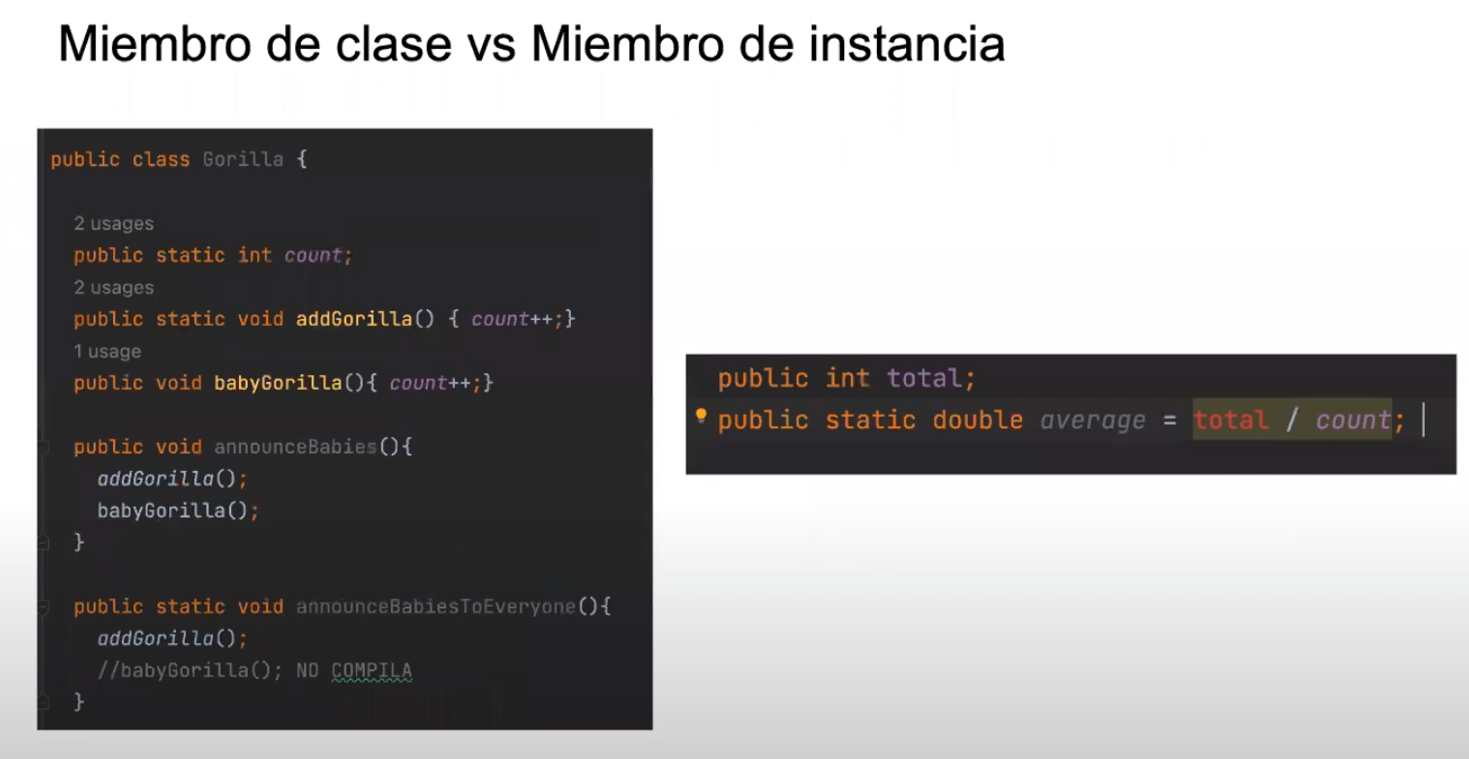 Miembro de clase vs Miembro de instancia
public class Gorilla {
2 usages
public static int count;
2 usages
public static void addGorilla() { count++;}
1 usage
public void babyGorilla(){ count++;}
public void announceBabies(){
addGorilla();
babyGorilla();
}
public static void announceBabiesToEveryone(){
addGorilla();
//babyGorilla(); NO COMPILA
}
public int total;
public static double average = total / count;